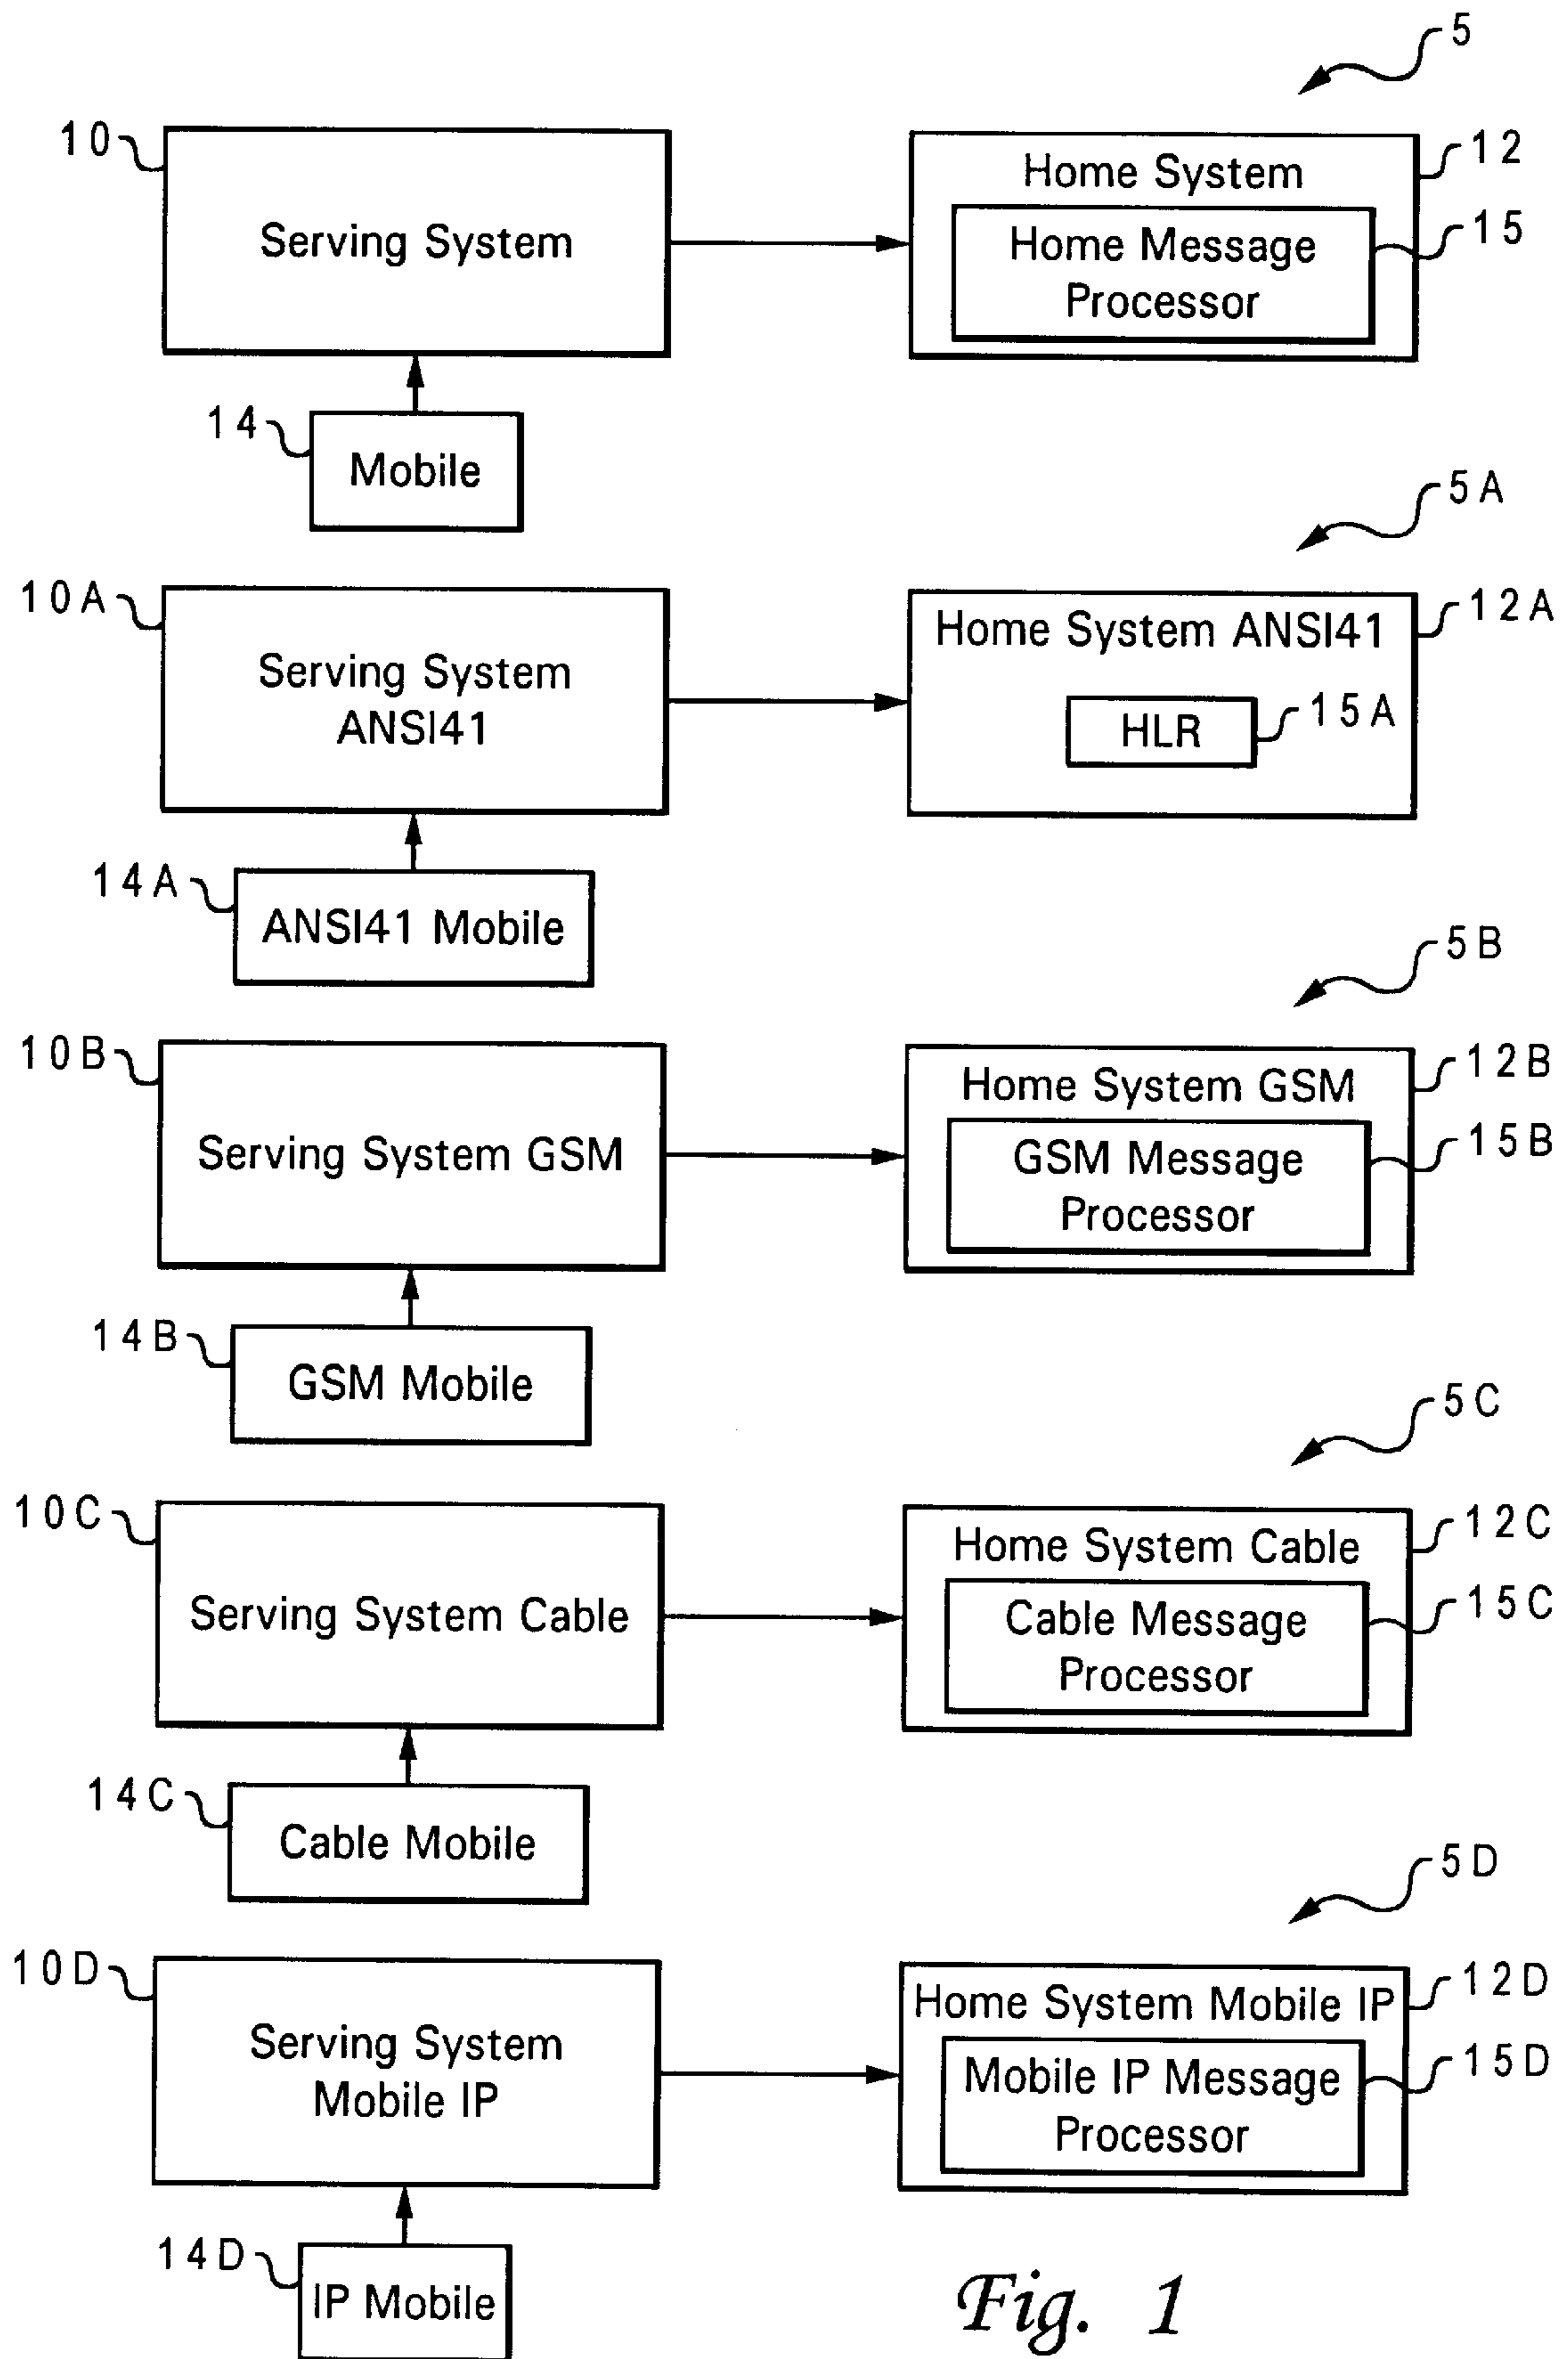 5
10
Serving System
Home System
12
Home Message
Processor
15
14
Mobile
5A
10A
Serving System
ANSI41
Home System ANSI41
12A
HLR
15A
14A
ANSI41 Mobile
5B
10B
Serving System GSM
Home System GSM
12B
GSM Message
Processor
15B
14B
GSM Mobile
5C
10C
Serving System Cable
Home System Cable
12C
Cable Message
Processor
15C
14C
Cable Mobile
5D
10D
Serving System
Mobile IP
Home System Mobile IP
12D
Mobile IP Message
Processor
15D
14D
IP Mobile
Fig. 1